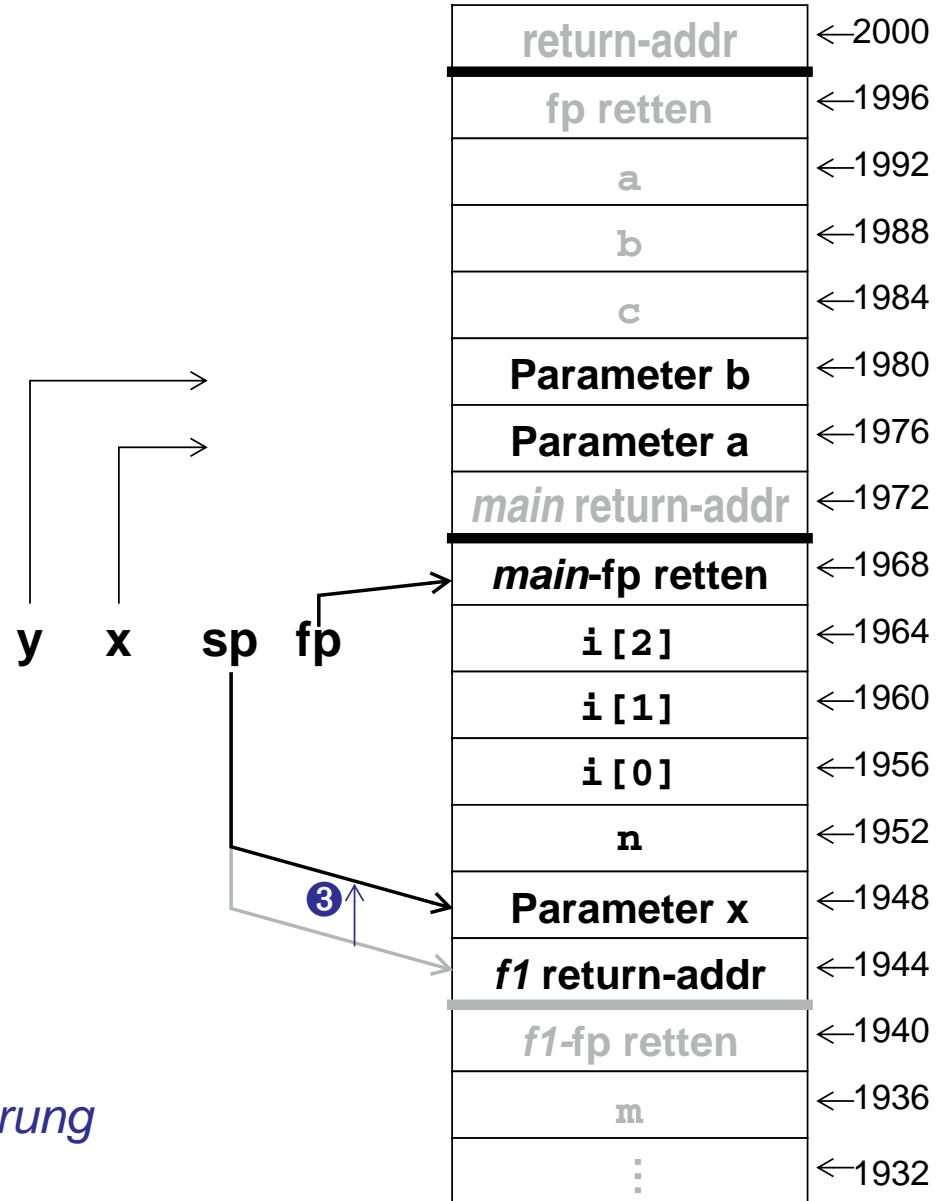 return-addr ←2000
fp retten ←1996
a ←1992
b ←1988
c ←1984
Parameter b ←1980
Parameter a ←1976
main return-addr ←1972
main-fp retten ←1968
y x sp fp i[2] ←1964
i[1] ←1960
i[0] ←1956
n ←1952
❸ Parameter x ←1948
f1 return-addr ←1944
f1-fp retten ←1940
rung m ←1936
⋮ ←1932